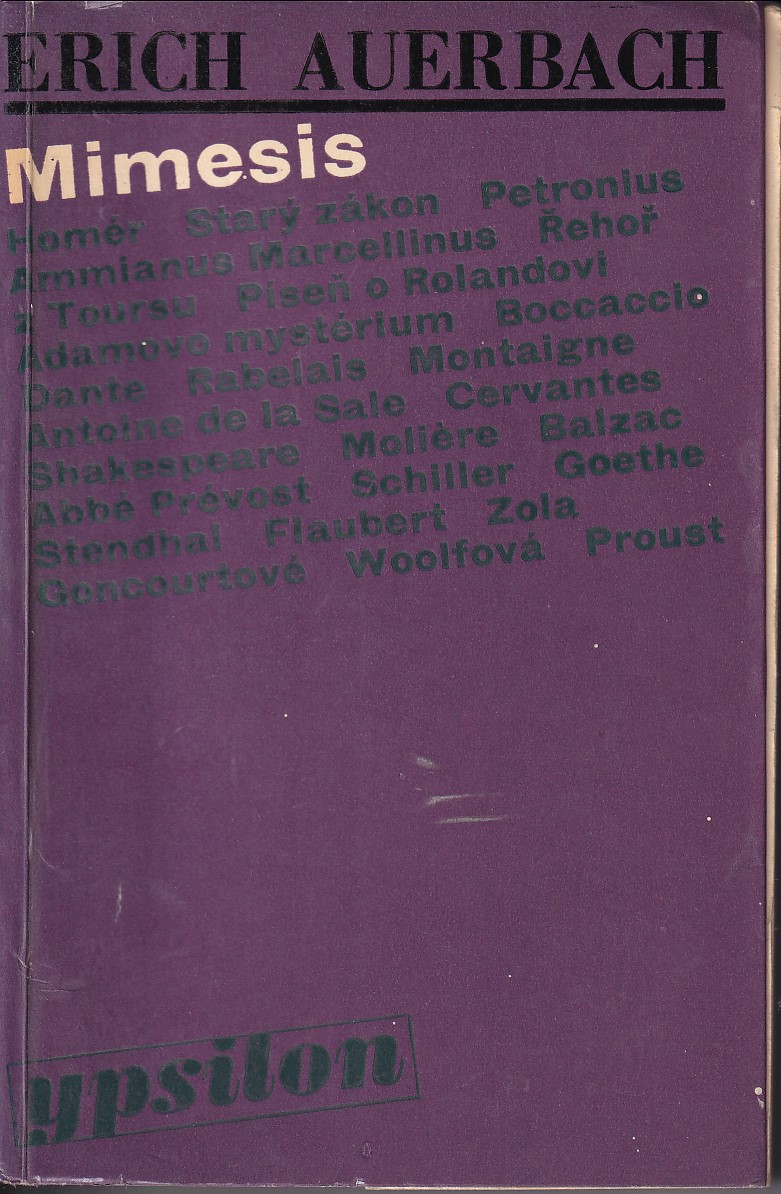 ERICH AUERBACH
Mimesis
Homér Starý zákon Petronius
Ammianus Marcellinus Řehoř
z Toursu Píseň o Rolandovi
Adamovo mystérium Boccaccio
Dante Rabelais Montaigne
Antoine de la Sale Cervantes
Shakespeare Molière Balzac
Abbé Prévost Schiller Goethe
Stendhal Flaubert Zola
Goncourtové Woolfová Proust
ypsilon